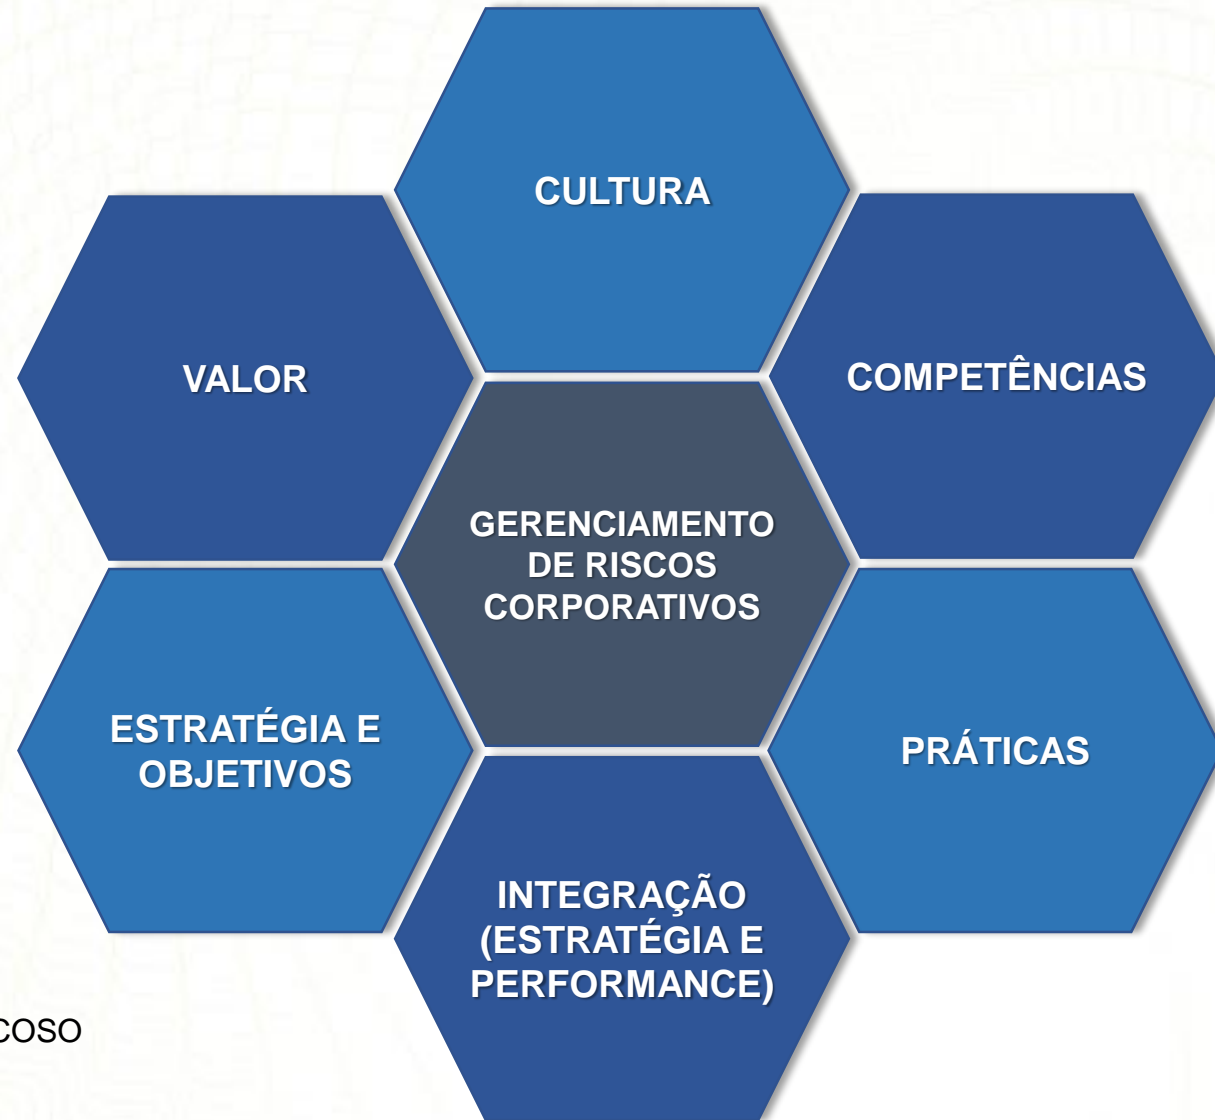 CULTURA
VALOR
COMPETÊNCIAS
GERENCIAMENTO
DE RISCOS
CORPORATIVOS
ESTRATÉGIA E
OBJETIVOS
PRÁTICAS
INTEGRAÇÃO
(ESTRATÉGIA E
PERFORMANCE)
COSO